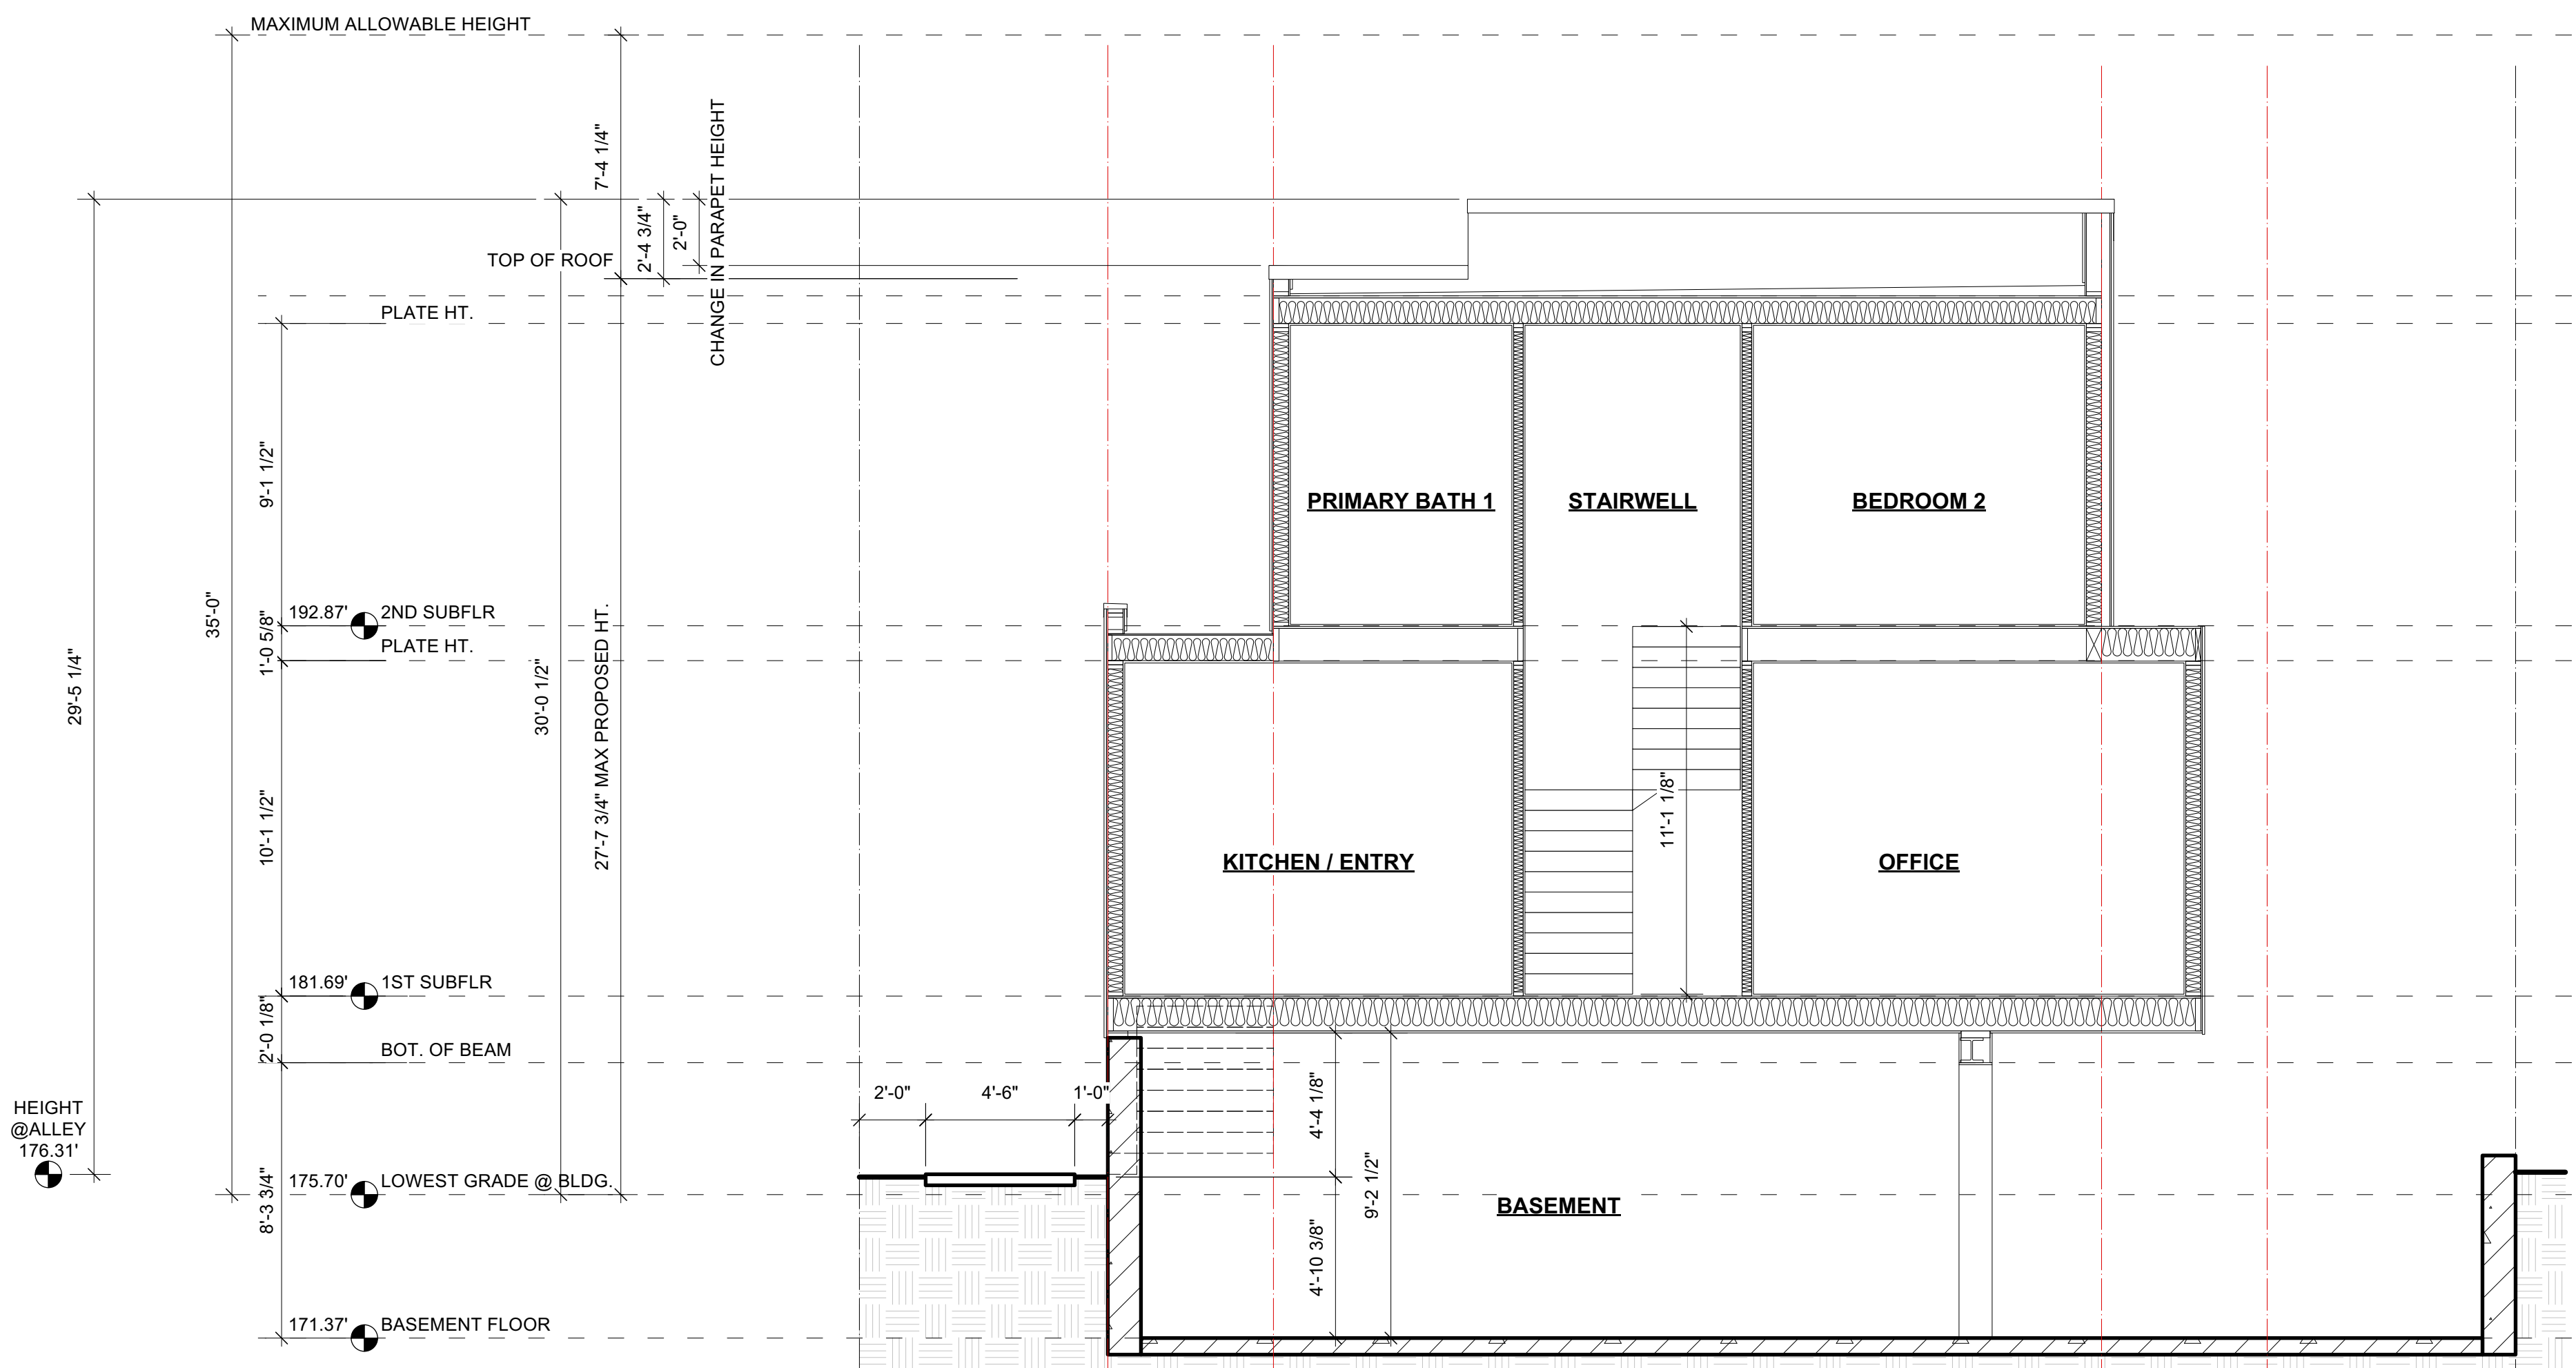 MAXIMUM ALLOWABLE HEIGHT
7'-4 1/4"
CHANGE IN PARAPET HEIGHT
2'-4 3/4"
2'-0"
TOP OF ROOF
PLATE HT.
9'-1 1/2"
PRIMARY BATH 1
STAIRWELL
BEDROOM 2
35'-0"
192.87'
2ND SUBFLR
1'-0 5/8"
PLATE HT.
29'-5 1/4"
30'-0 1/2"
27'-7 3/4" MAX PROPOSED HT.
10'-1 1/2"
11'-1 1/8"
KITCHEN / ENTRY
OFFICE
181.69'
1ST SUBFLR
2'-0 1/8"
BOT. OF BEAM
2'-0"
4'-6"
1'-0"
4'-4 1/8"
HEIGHT
@ALLEY
176.31'
175.70'
LOWEST GRADE @ BLDG.
8'-3 3/4"
9'-2 1/2"
BASEMENT
4'-10 3/8"
171.37'
BASEMENT FLOOR